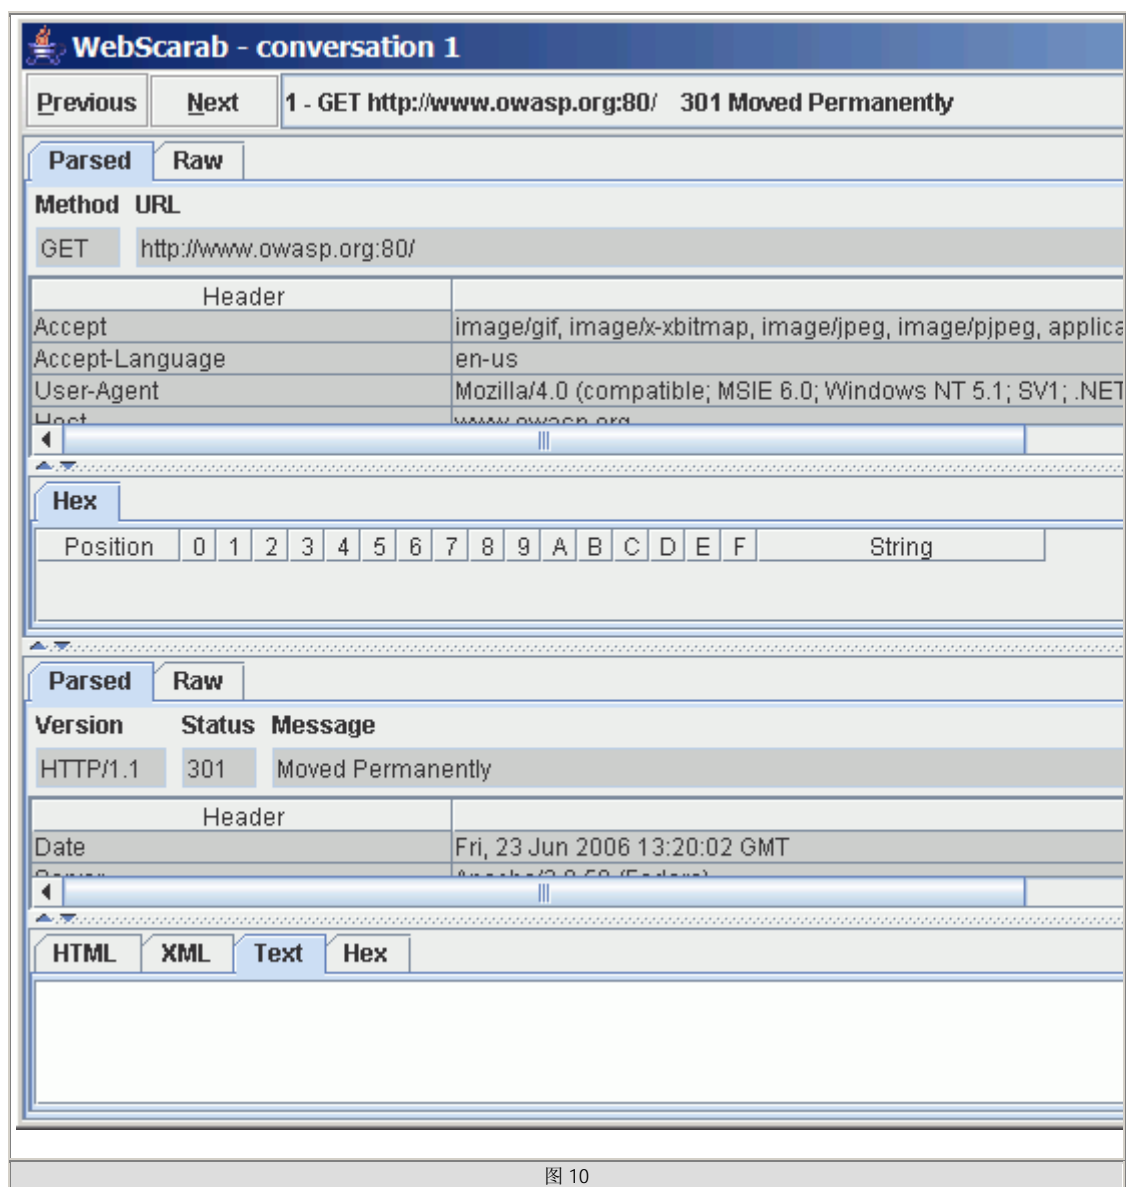 WebScarab - conversation 1
Previous Next 1 - GET http://www.owasp.org:80/ 301 Moved Permanently
Parsed Raw
Method URL
GET http://www.owasp.org:80/
Header
Accept image/gif, image/x-xbitmap, image/jpeg, image/pjpeg, applica
Accept-Language en-us
User-Agent Mozilla/4.0 (compatible; MSIE 6.0; Windows NT 5.1; SV1; .NET
Host www.owasp.org
Hex
Position 0 1 2 3 4 5 6 7 8 9 A B C D E F String
Parsed Raw
Version Status Message
HTTP/1.1 301 Moved Permanently
Header
Date Fri, 23 Jun 2006 13:20:02 GMT
Server
HTML XML Text Hex
图 10